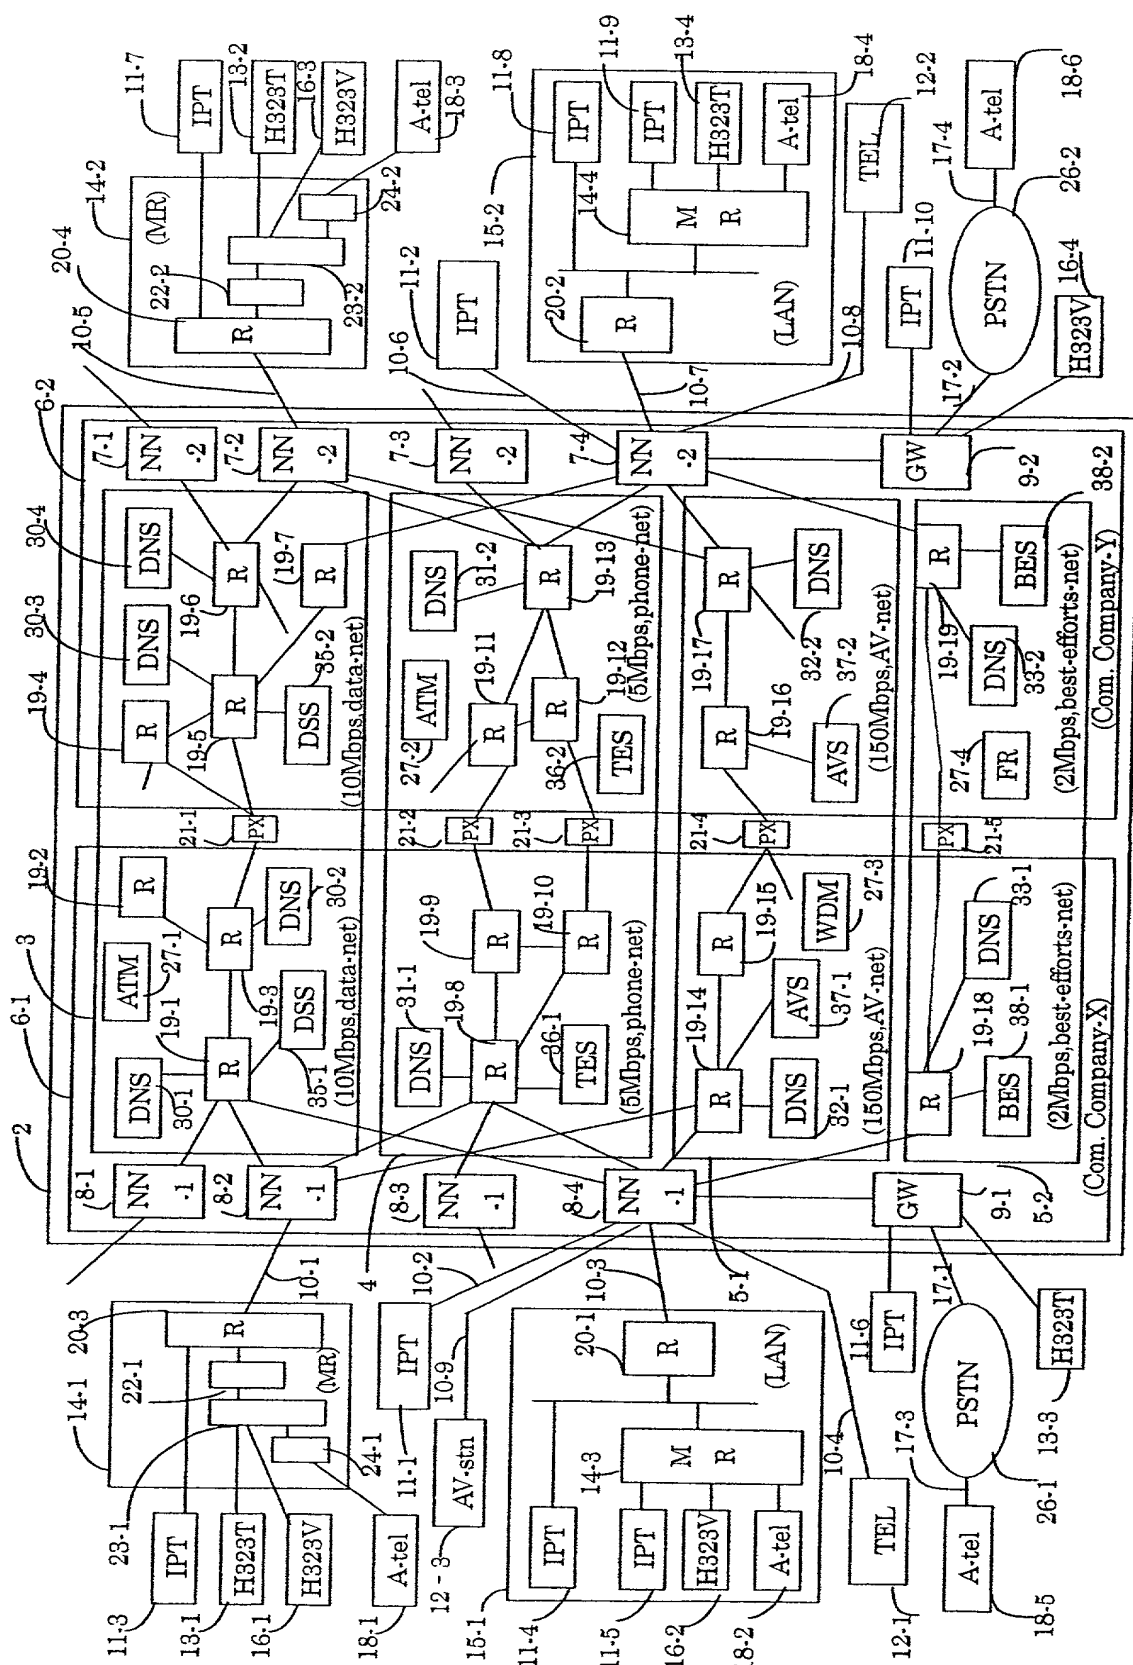 14-1
20-3
R
22-1
(MR)
23-1
24-1
11-3
IPT
13-1
H323T
16-1
H323V
18-1
A-tel
10-1
11-1
IPT
10-2
12-3
AV-stn
10-9
15-1
11-4
IPT
11-5
IPT
16-2
H323V
18-2
A-tel
14-3
M
R
20-1
R
(LAN)
10-3
12-1
TEL
10-4
11-6
IPT
17-1
PSTN
17-3
A-tel
18-5
26-1
13-3
H323T
2
6-1
3
4
5-1
5-2
8-1
NN
-1
8-2
NN
-1
8-3
NN
-1
8-4
NN
-1
GW
9-1
DNS
30-1
19-1
R
ATM
27-1
19-2
R
19-3
R
DNS
30-2
DSS
35-1
(10Mbps,data-net)
DNS
31-1
19-8
R
19-9
R
19-10
R
36-1
TES
(5Mbps,phone-net)
19-14
R
19-15
R
DNS
32-1
AVS
37-1
WDM
27-3
(150Mbps,AV-net)
R
19-18
DNS
33-1
BES
38-1
(2Mbps,best-efforts-net)
(Com. Company-X)
21-1
PX
21-2
PX
21-3
PX
21-4
PX
21-5
PX
6-2
19-4
R
30-3
DNS
30-4
DNS
19-5
R
19-6
R
(19-7
R
DSS
35-2
(10Mbps,data-net)
27-2
ATM
DNS
31-2
19-11
R
19-12
R
19-13
R
36-2
TES
(5Mbps,phone-net)
19-17
R
19-16
R
DNS
32-2
AVS
37-2
(150Mbps,AV-net)
R
19-19
DNS
33-2
27-4
FR
BES
38-2
(2Mbps,best-efforts-net)
(Com. Company-Y)
7-1
NN
-2
7-2
NN
-2
7-3
NN
-2
7-4
NN
-2
GW
9-2
10-5
20-4
14-2
(MR)
R
22-2
23-2
24-2
11-7
IPT
13-2
H323T
16-3
H323V
A-tel
18-3
11-2
IPT
10-6
10-7
10-8
15-2
11-8
IPT
11-9
IPT
13-4
H323T
A-tel
18-4
14-4
M
R
20-2
R
(LAN)
12-2
TEL
11-10
IPT
17-2
PSTN
17-4
A-tel
18-6
26-2
16-4
H323V